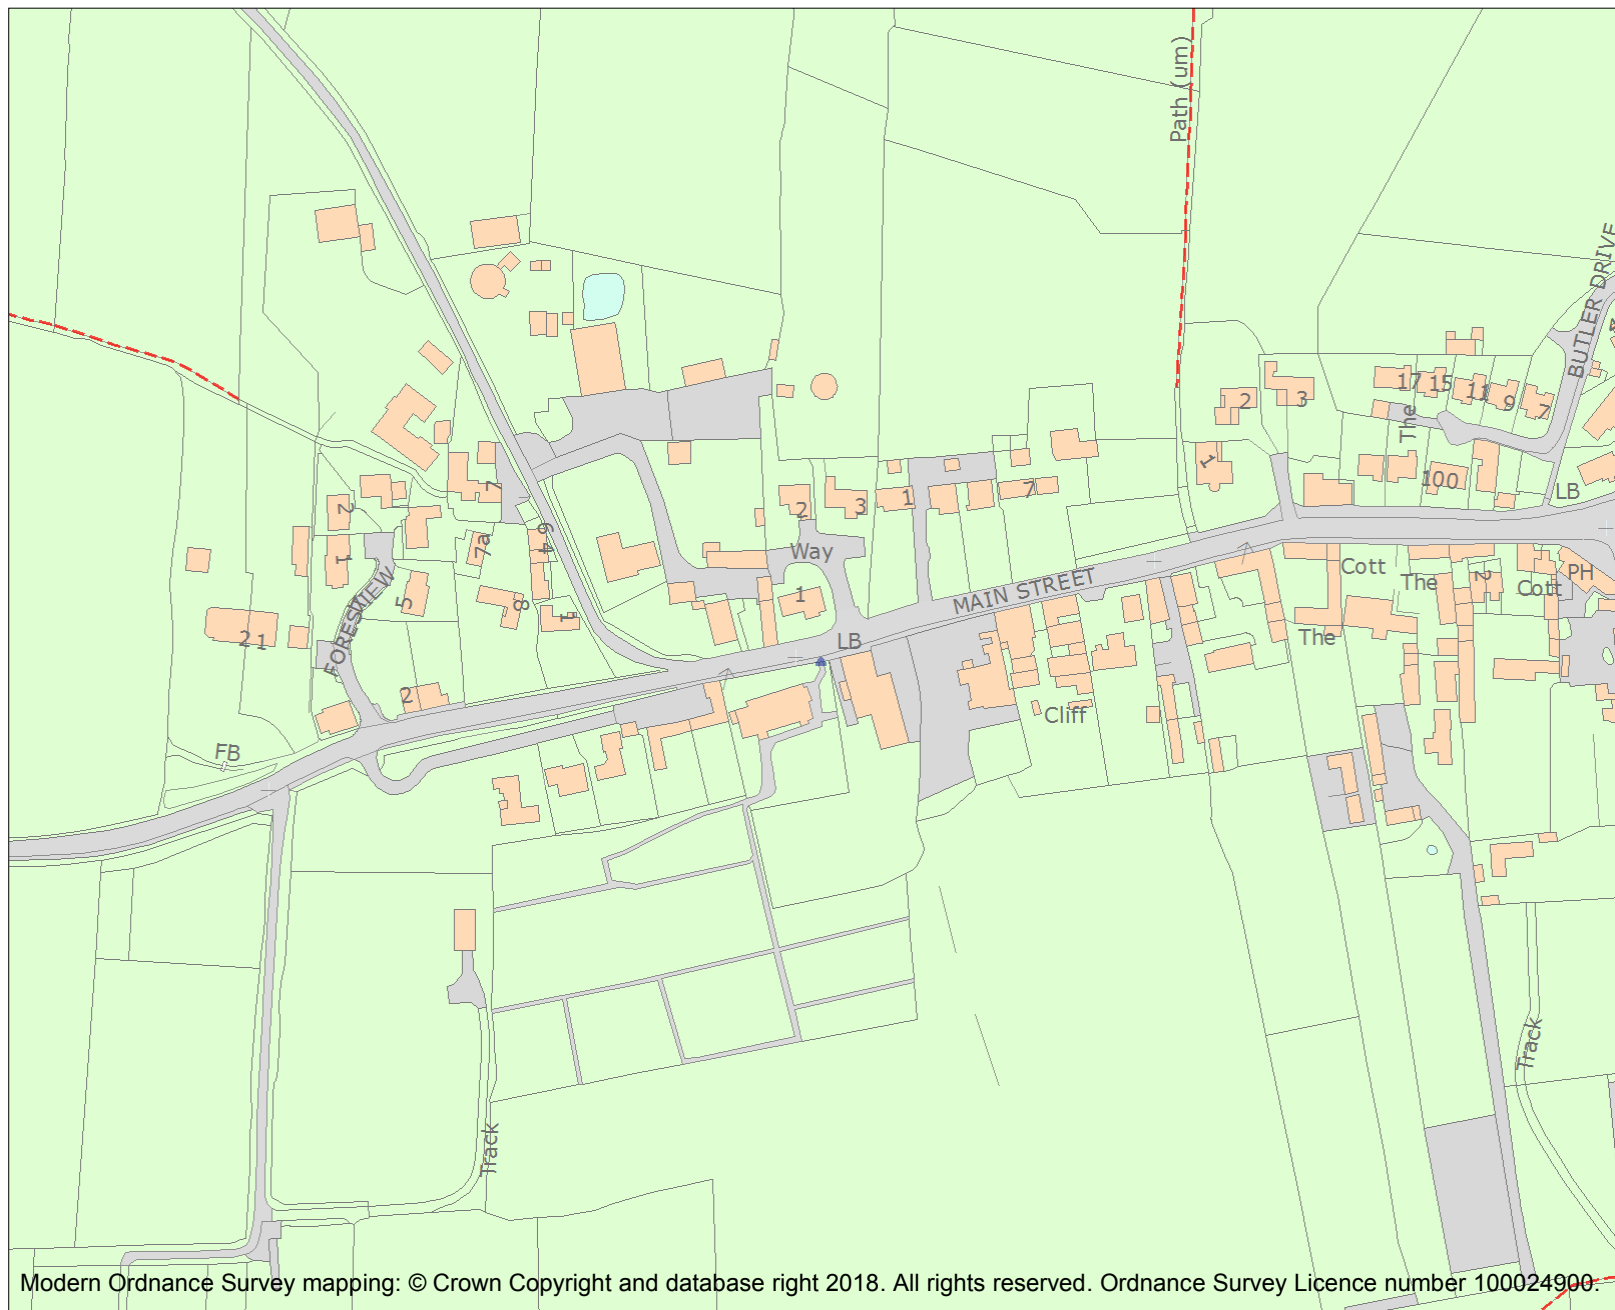 Path (um)
BUTLER DRIVE
17
15
11
9
7
The
2
3
1
100
LB
2
1
7
7a
6
4
5
8
1
FORESVIEW
2 1
2
FB
2
3
1
7
Way
1
LB
MAIN STREET
Cott
The
2
Cott
PH
The
Cliff
Track
Track
Modern Ordnance Survey mapping: © Crown Copyright and database right 2018. All rights reserved. Ordnance Survey Licence number 100024900.